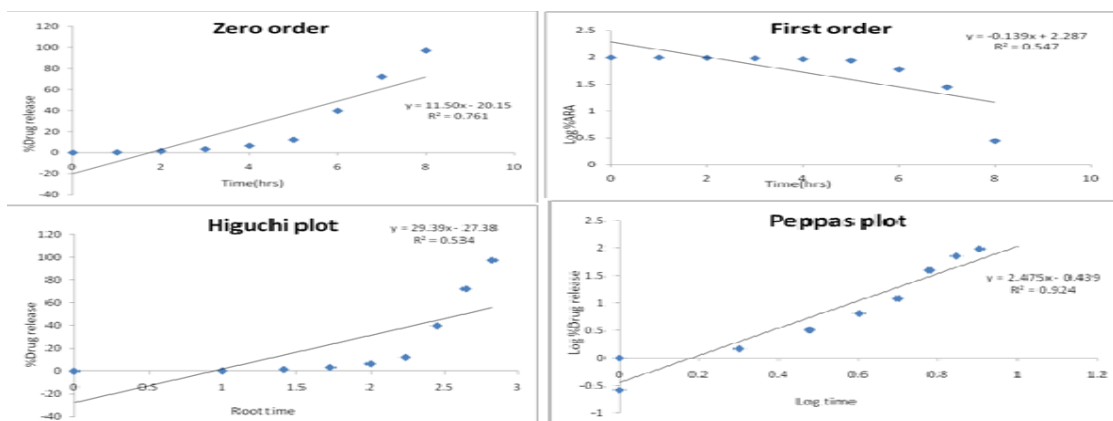 Zero order
120
100
80
60
40
20
0
-20
-40
0 2 4 6 8 10
%Drug release
Time(hrs)
y = 11.50x - 20.15
R² = 0.761
First order
2.5
2
1.5
1
0.5
0
0 2 4 6 8 10
Log%ARA
Time(hrs)
y = -0.139x + 2.287
R² = 0.547
Higuchi plot
120
100
80
60
40
20
0
-20
-40
0 0.5 1 1.5 2 2.5 3
%Drug release
Root time
y = 29.39x - 27.38
R² = 0.534
Peppas plot
2.5
2
1.5
1
0.5
0
-0.5
-1
0 0.2 0.4 0.6 0.8 1 1.2
Log %Drug release
Log time
y = 2.475x - 0.439
R² = 0.924